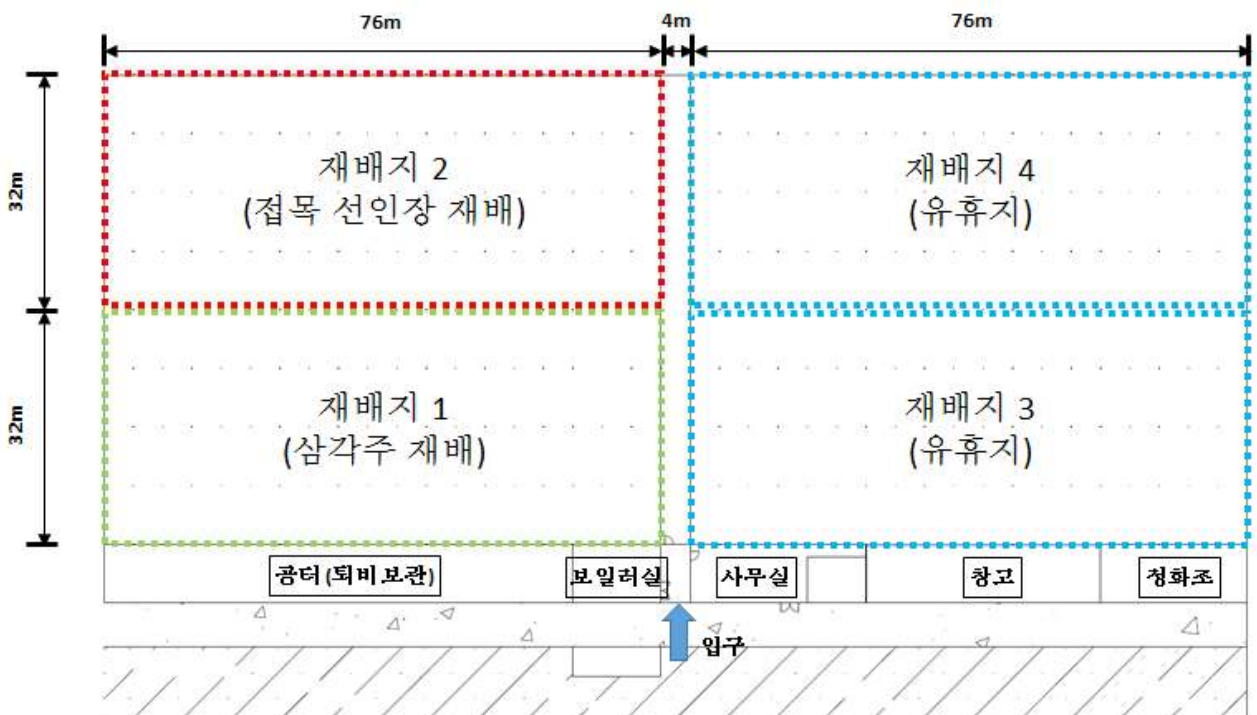 76m
4m
76m
32m
재배지 2
(접목 선인장 재배)
재배지 4
(유휴지)
32m
재배지 1
(삼각주 재배)
재배지 3
(유휴지)
공터(퇴비보관)
보일러실
사무실
창고
정화조
입구